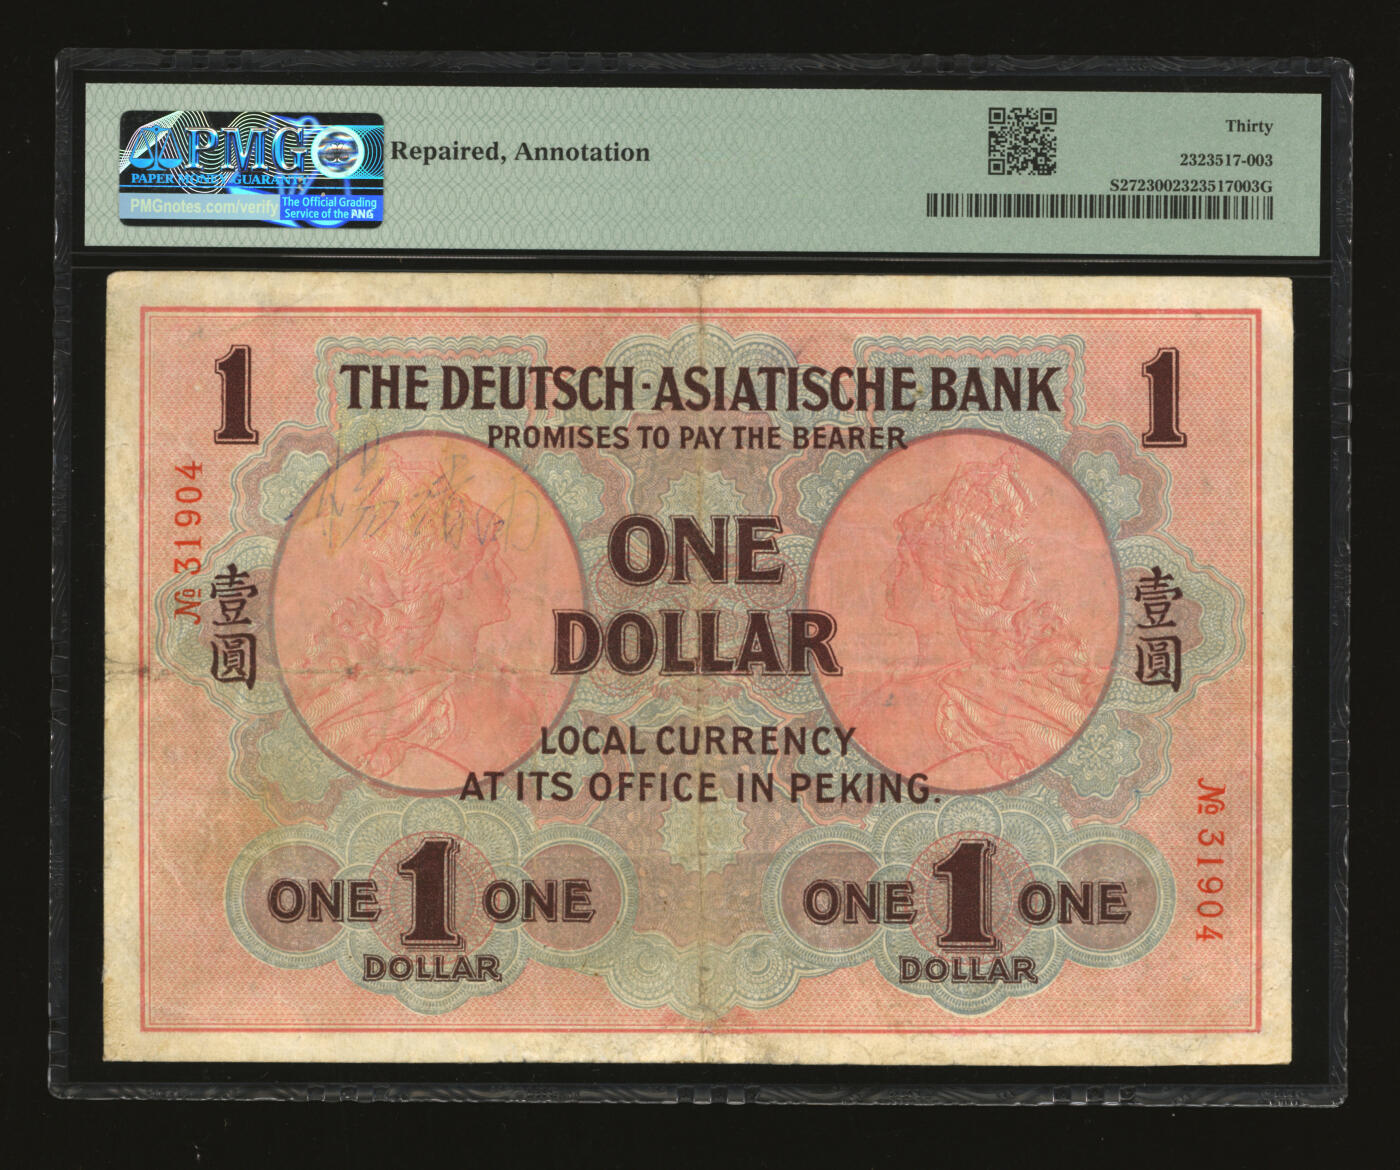 PMG
PAPER MONEY GUARANTY
PMGnotes.com/verify
The Official Grading
Service of the PNG
Repaired, Annotation
Thirty
2323517-003
S2723002323517003G
1
1
THE DEUTSCH-ASIATISCHE BANK
PROMISES TO PAY THE BEARER
№ 31904
壹圓
ONE
DOLLAR
壹圓
LOCAL CURRENCY
AT ITS OFFICE IN PEKING.
№ 31904
ONE 1 ONE
DOLLAR
ONE 1 ONE
DOLLAR